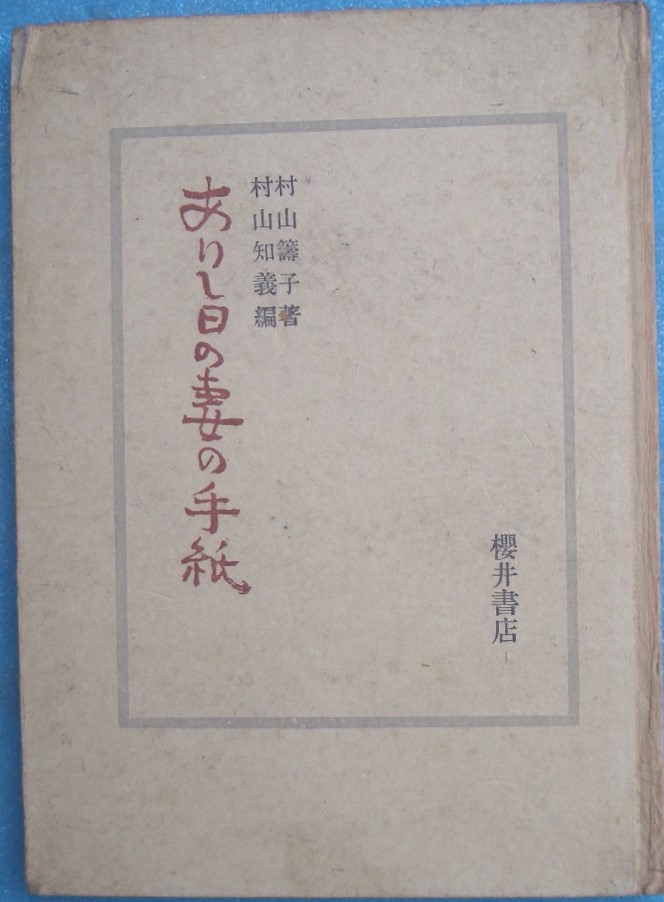 櫻井書店
村山籌子著
村山知義編
ありし日の妻の手紙